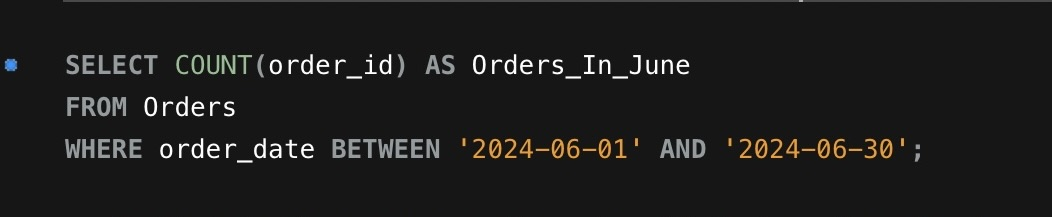 SELECT COUNT(order_id) AS Orders_In_June
FROM Orders
WHERE order_date BETWEEN '2024-06-01' AND '2024-06-30';